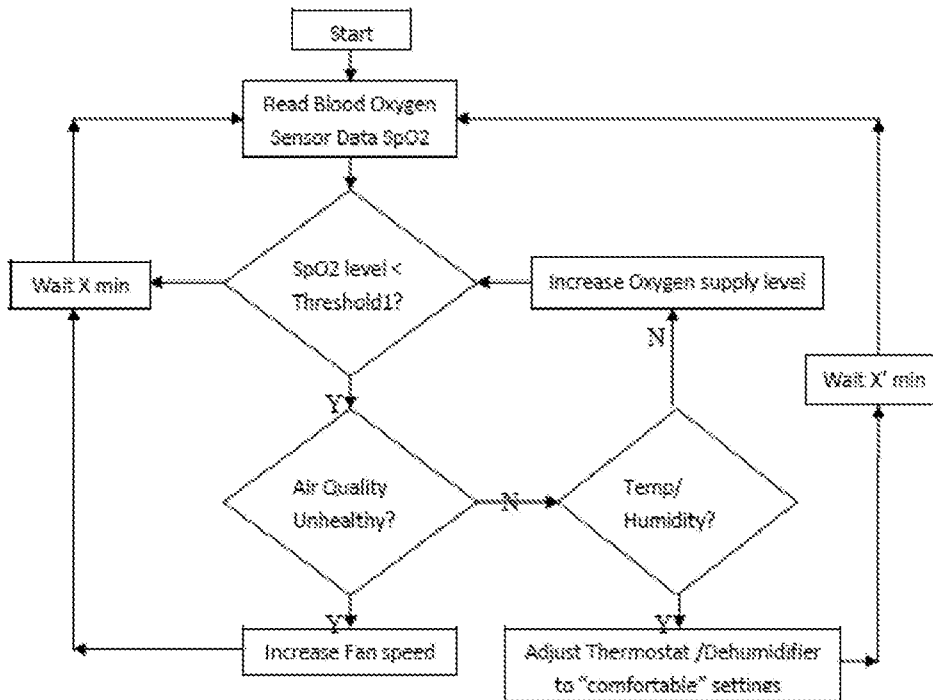 Start
Read Blood Oxygen
Sensor Data SpO2
SpO2 level <
Threshold1?
Wait X min
Increase Oxygen supply level
N
Wait X' min
Y
Air Quality
Unhealthy?
N
Temp/
Humidity?
Y
Y
Increase Fan speed
Adjust Thermostat /Dehumidifier
to "comfortable" settings